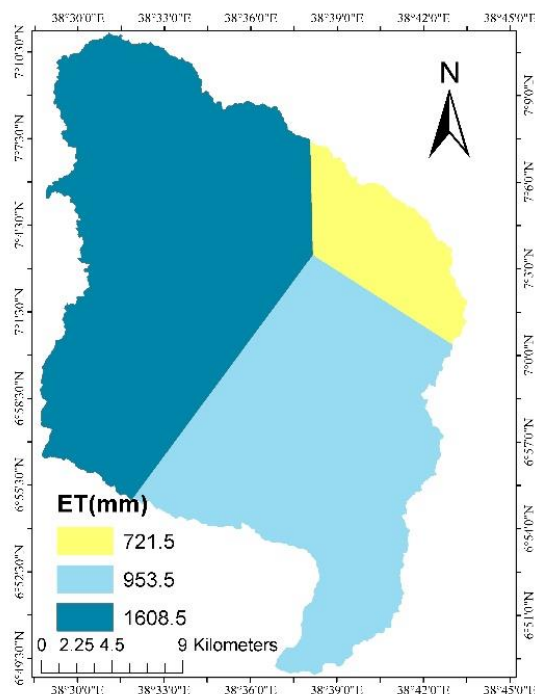 38°30'0"E 38°33'0"E 38°36'0"E 38°39'0"E 38°42'0"E 38°45'0"E
7°10'30"N
7°7'30"N
7°4'30"N
7°1'30"N
6°58'30"N
6°55'30"N
6°52'30"N
6°49'30"N
N
7°9'0"N
7°6'0"N
7°3'0"N
7°0'0"N
6°57'0"N
6°54'0"N
6°51'0"N
ET(mm)
721.5
953.5
1608.5
0 2.25 4.5 9 Kilometers
38°30'0"E 38°33'0"E 38°36'0"E 38°39'0"E 38°42'0"E 38°45'0"E